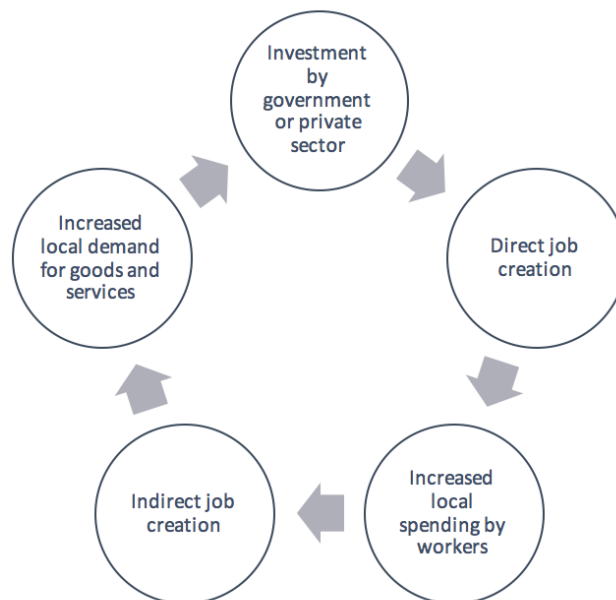 Investment
by
government
or private
sector
Direct job
creation
Increased
local
spending by
workers
Indirect job
creation
Increased
local demand
for goods and
services